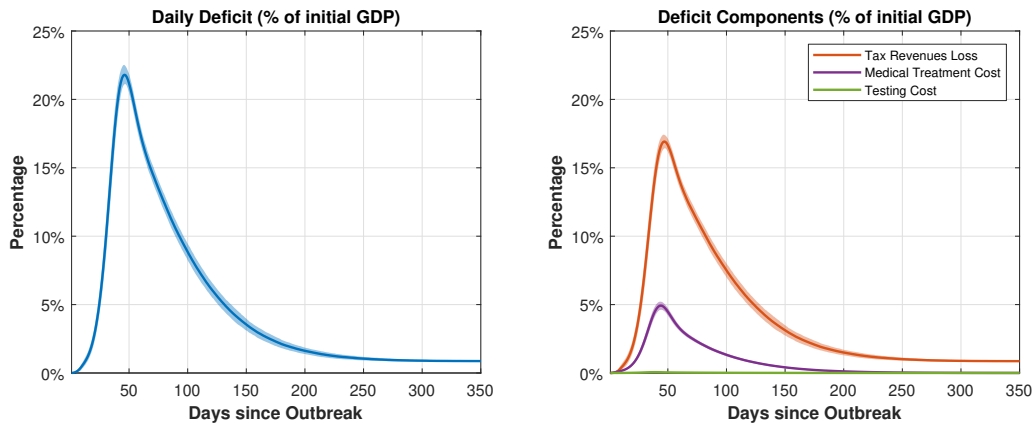 Daily Deficit (% of initial GDP)
25%
20%
15%
10%
5%
0%
Percentage
50
100
150
200
250
300
350
Days since Outbreak
Deficit Components (% of initial GDP)
25%
20%
15%
10%
5%
0%
Percentage
Tax Revenues Loss
Medical Treatment Cost
Testing Cost
50
100
150
200
250
300
350
Days since Outbreak